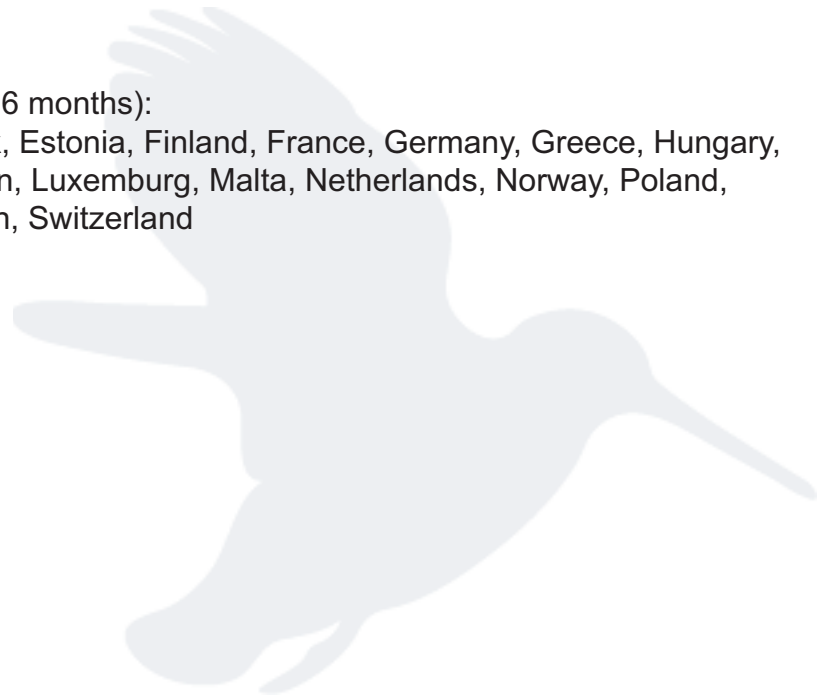 6 months):
, Estonia, Finland, France, Germany, Greece, Hungary,
n, Luxemburg, Malta, Netherlands, Norway, Poland,
n, Switzerland